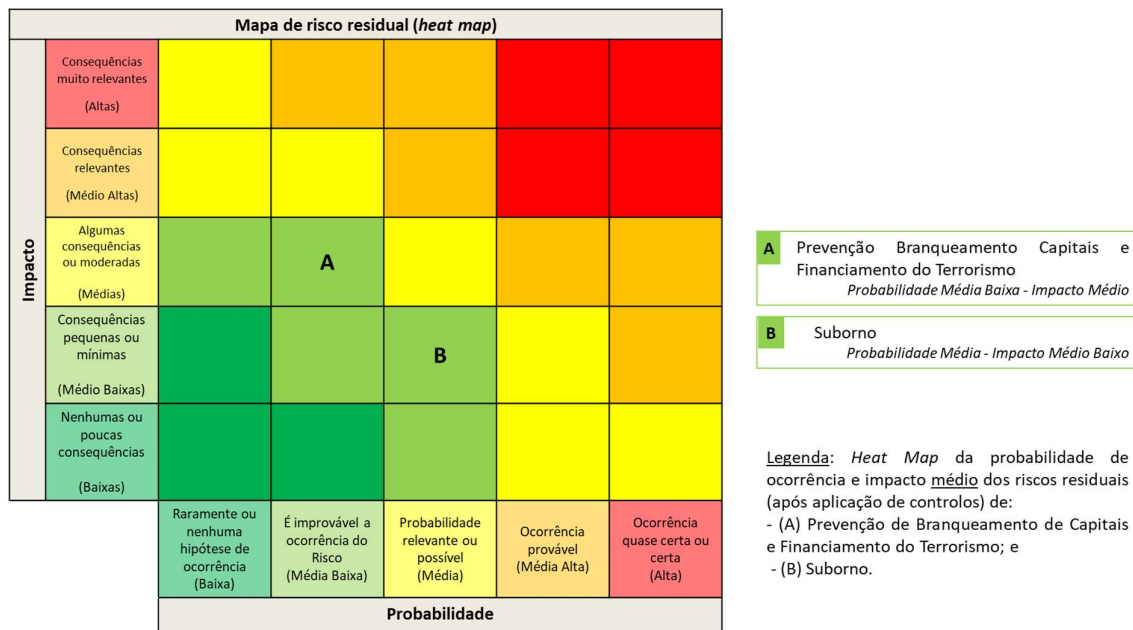 Mapa de risco residual (heat map)
Impacto
Consequências
muito relevantes
(Altas)
Consequências
relevantes
(Médio Altas)
Algumas
consequências
ou moderadas
(Médias)
A
Consequências
pequenas ou
mínimas
(Médio Baixas)
B
Nenhumas ou
poucas
consequências
(Baixas)
Raramente ou
nenhuma
hipótese de
ocorrência
(Baixa)
É improvável a
ocorrência do
Risco
(Média Baixa)
Probabilidade
relevante ou
possível
(Média)
Ocorrência
provável
(Média Alta)
Ocorrência
quase certa ou
certa
(Alta)
Probabilidade
A Prevenção Branqueamento Capitais e
Financiamento do Terrorismo
Probabilidade Média Baixa - Impacto Médio
B Suborno
Probabilidade Média - Impacto Médio Baixo
Legenda: Heat Map da probabilidade de
ocorrência e impacto médio dos riscos residuais
(após aplicação de controlos) de:
- (A) Prevenção de Branqueamento de Capitais
e Financiamento do Terrorismo; e
- (B) Suborno.